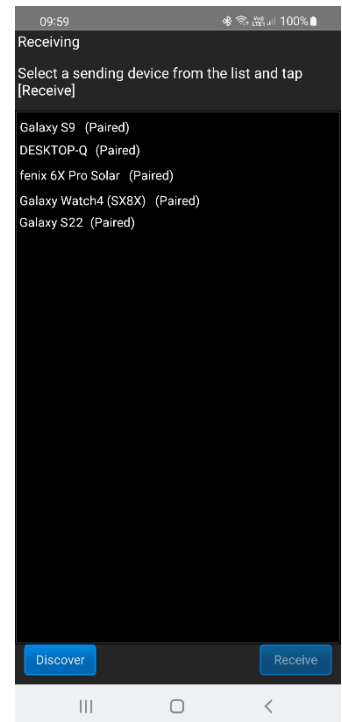 09:59 100%
Receiving
Select a sending device from the list and tap
[Receive]
Galaxy S9 (Paired)
DESKTOP-Q (Paired)
fenix 6X Pro Solar (Paired)
Galaxy Watch4 (SX8X) (Paired)
Galaxy S22 (Paired)
Discover Receive